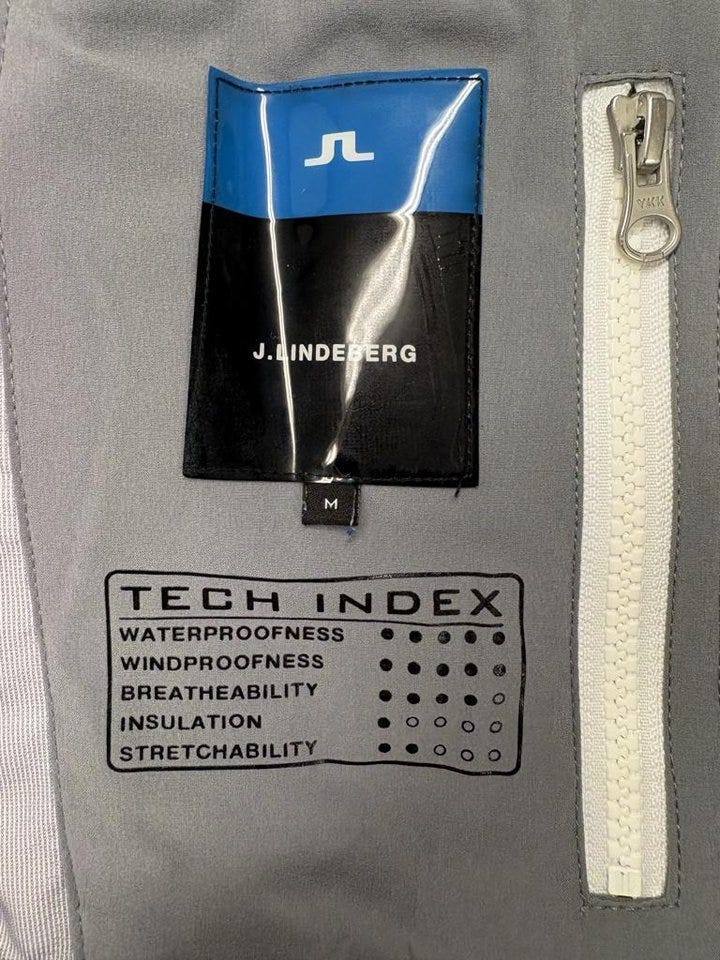 JL
J.LINDEBERG
M
YKK
TECH INDEX
WATERPROOFNESS
WINDPROOFNESS
BREATHEABILITY
INSULATION
STRETCHABILITY